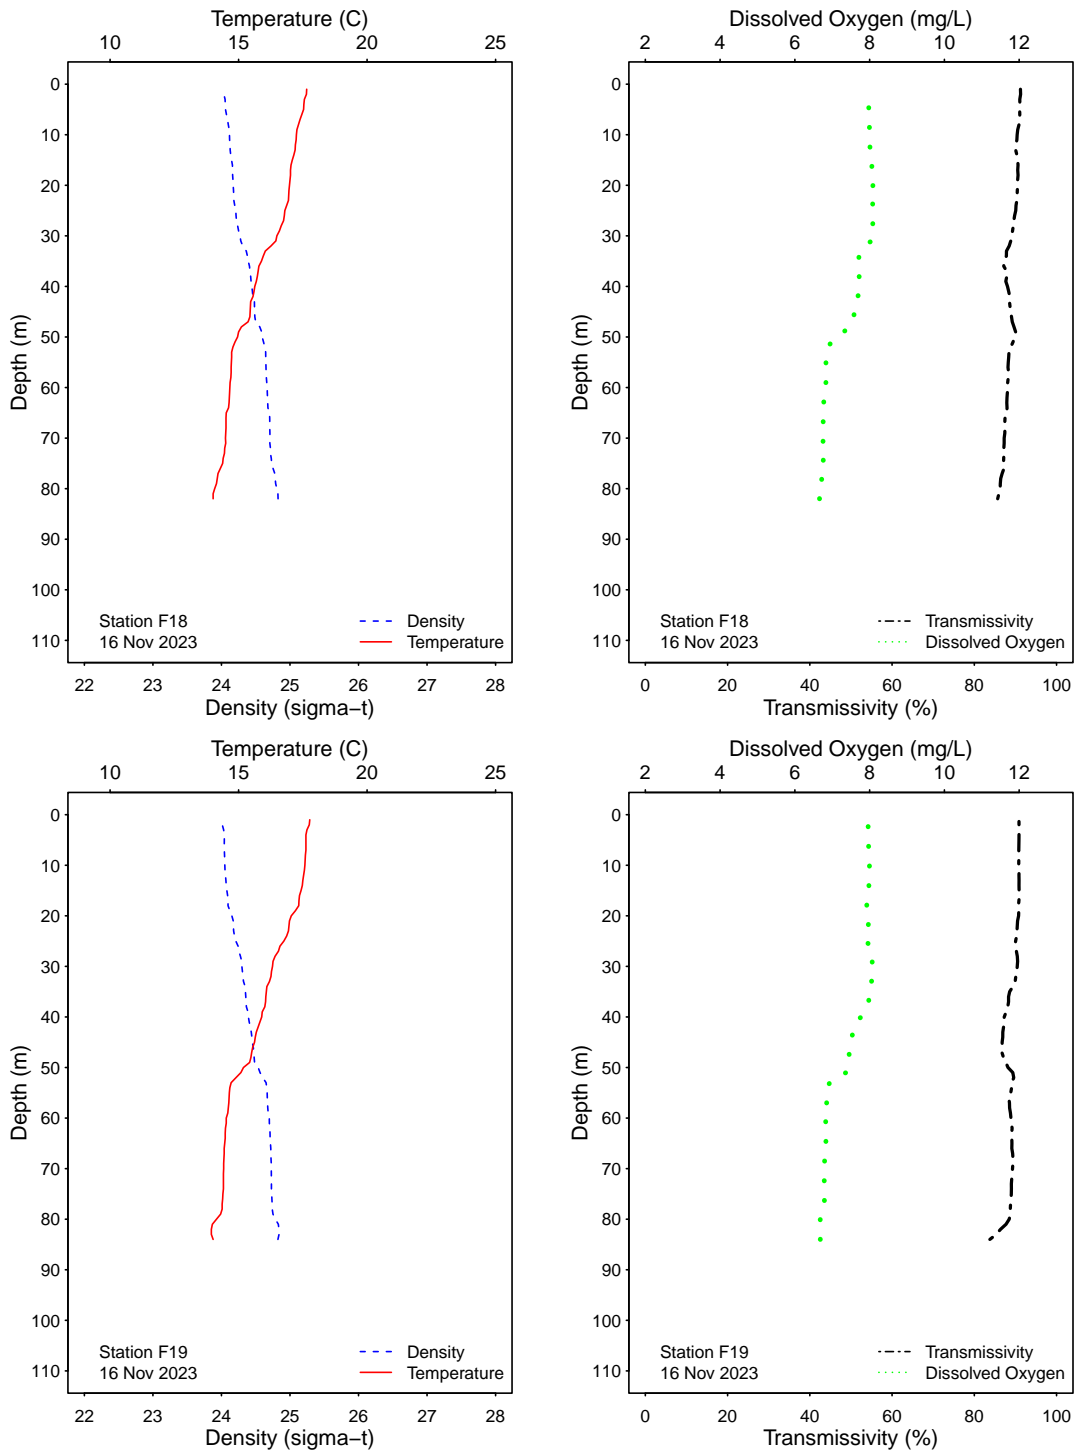 Temperature (C)
10 15 20 25
0
10
20
30
40
50
60
70
80
90
100
110
Depth (m)
Station F18
16 Nov 2023
Density
Temperature
22 23 24 25 26 27 28
Density (sigma−t)
Dissolved Oxygen (mg/L)
2 4 6 8 10 12
0
10
20
30
40
50
60
70
80
90
100
110
Depth (m)
Station F18
16 Nov 2023
Transmissivity
Dissolved Oxygen
0 20 40 60 80 100
Transmissivity (%)
Temperature (C)
10 15 20 25
0
10
20
30
40
50
60
70
80
90
100
110
Depth (m)
Station F19
16 Nov 2023
Density
Temperature
22 23 24 25 26 27 28
Density (sigma−t)
Dissolved Oxygen (mg/L)
2 4 6 8 10 12
0
10
20
30
40
50
60
70
80
90
100
110
Depth (m)
Station F19
16 Nov 2023
Transmissivity
Dissolved Oxygen
0 20 40 60 80 100
Transmissivity (%)